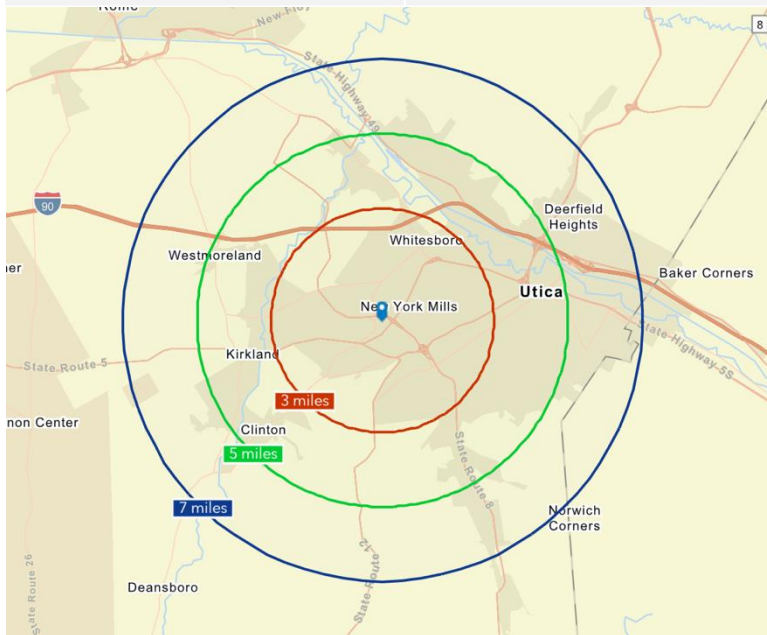 8
State Highway 49
90
Deerfield
Heights
Whitesboro
Westmoreland
Baker Corners
Utica
New York Mills
State Highway 5S
Kirkland
State Route 5
3 miles
non Center
Clinton
5 miles
State Route 8
7 miles
Norwich
Corners
State Route 12
State Route 26
Deansboro